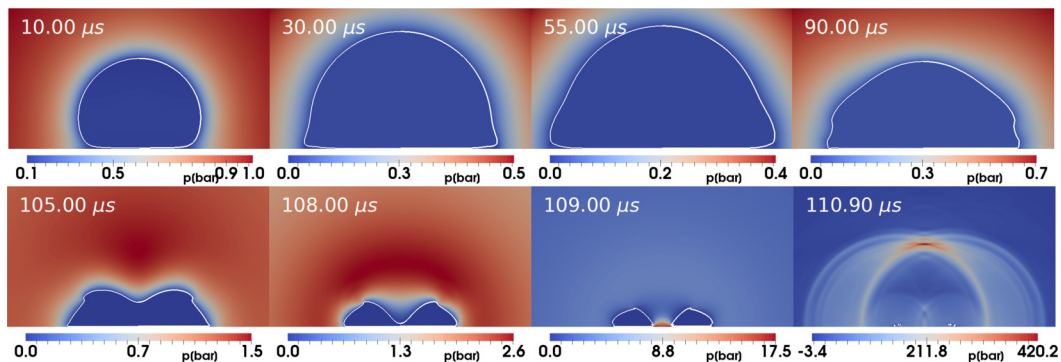 10.00 μs
30.00 μs
55.00 μs
90.00 μs
0.1 0.5 p(bar) 0.9 1.0
0.0 0.3 p(bar) 0.5
0.0 0.2 p(bar) 0.4
0.0 0.3 p(bar) 0.7
105.00 μs
108.00 μs
109.00 μs
110.90 μs
0.0 0.7 p(bar) 1.5
0.0 1.3 p(bar) 2.6
0.0 8.8 p(bar) 17.5
-3.4 211.8 p(bar) 420.2